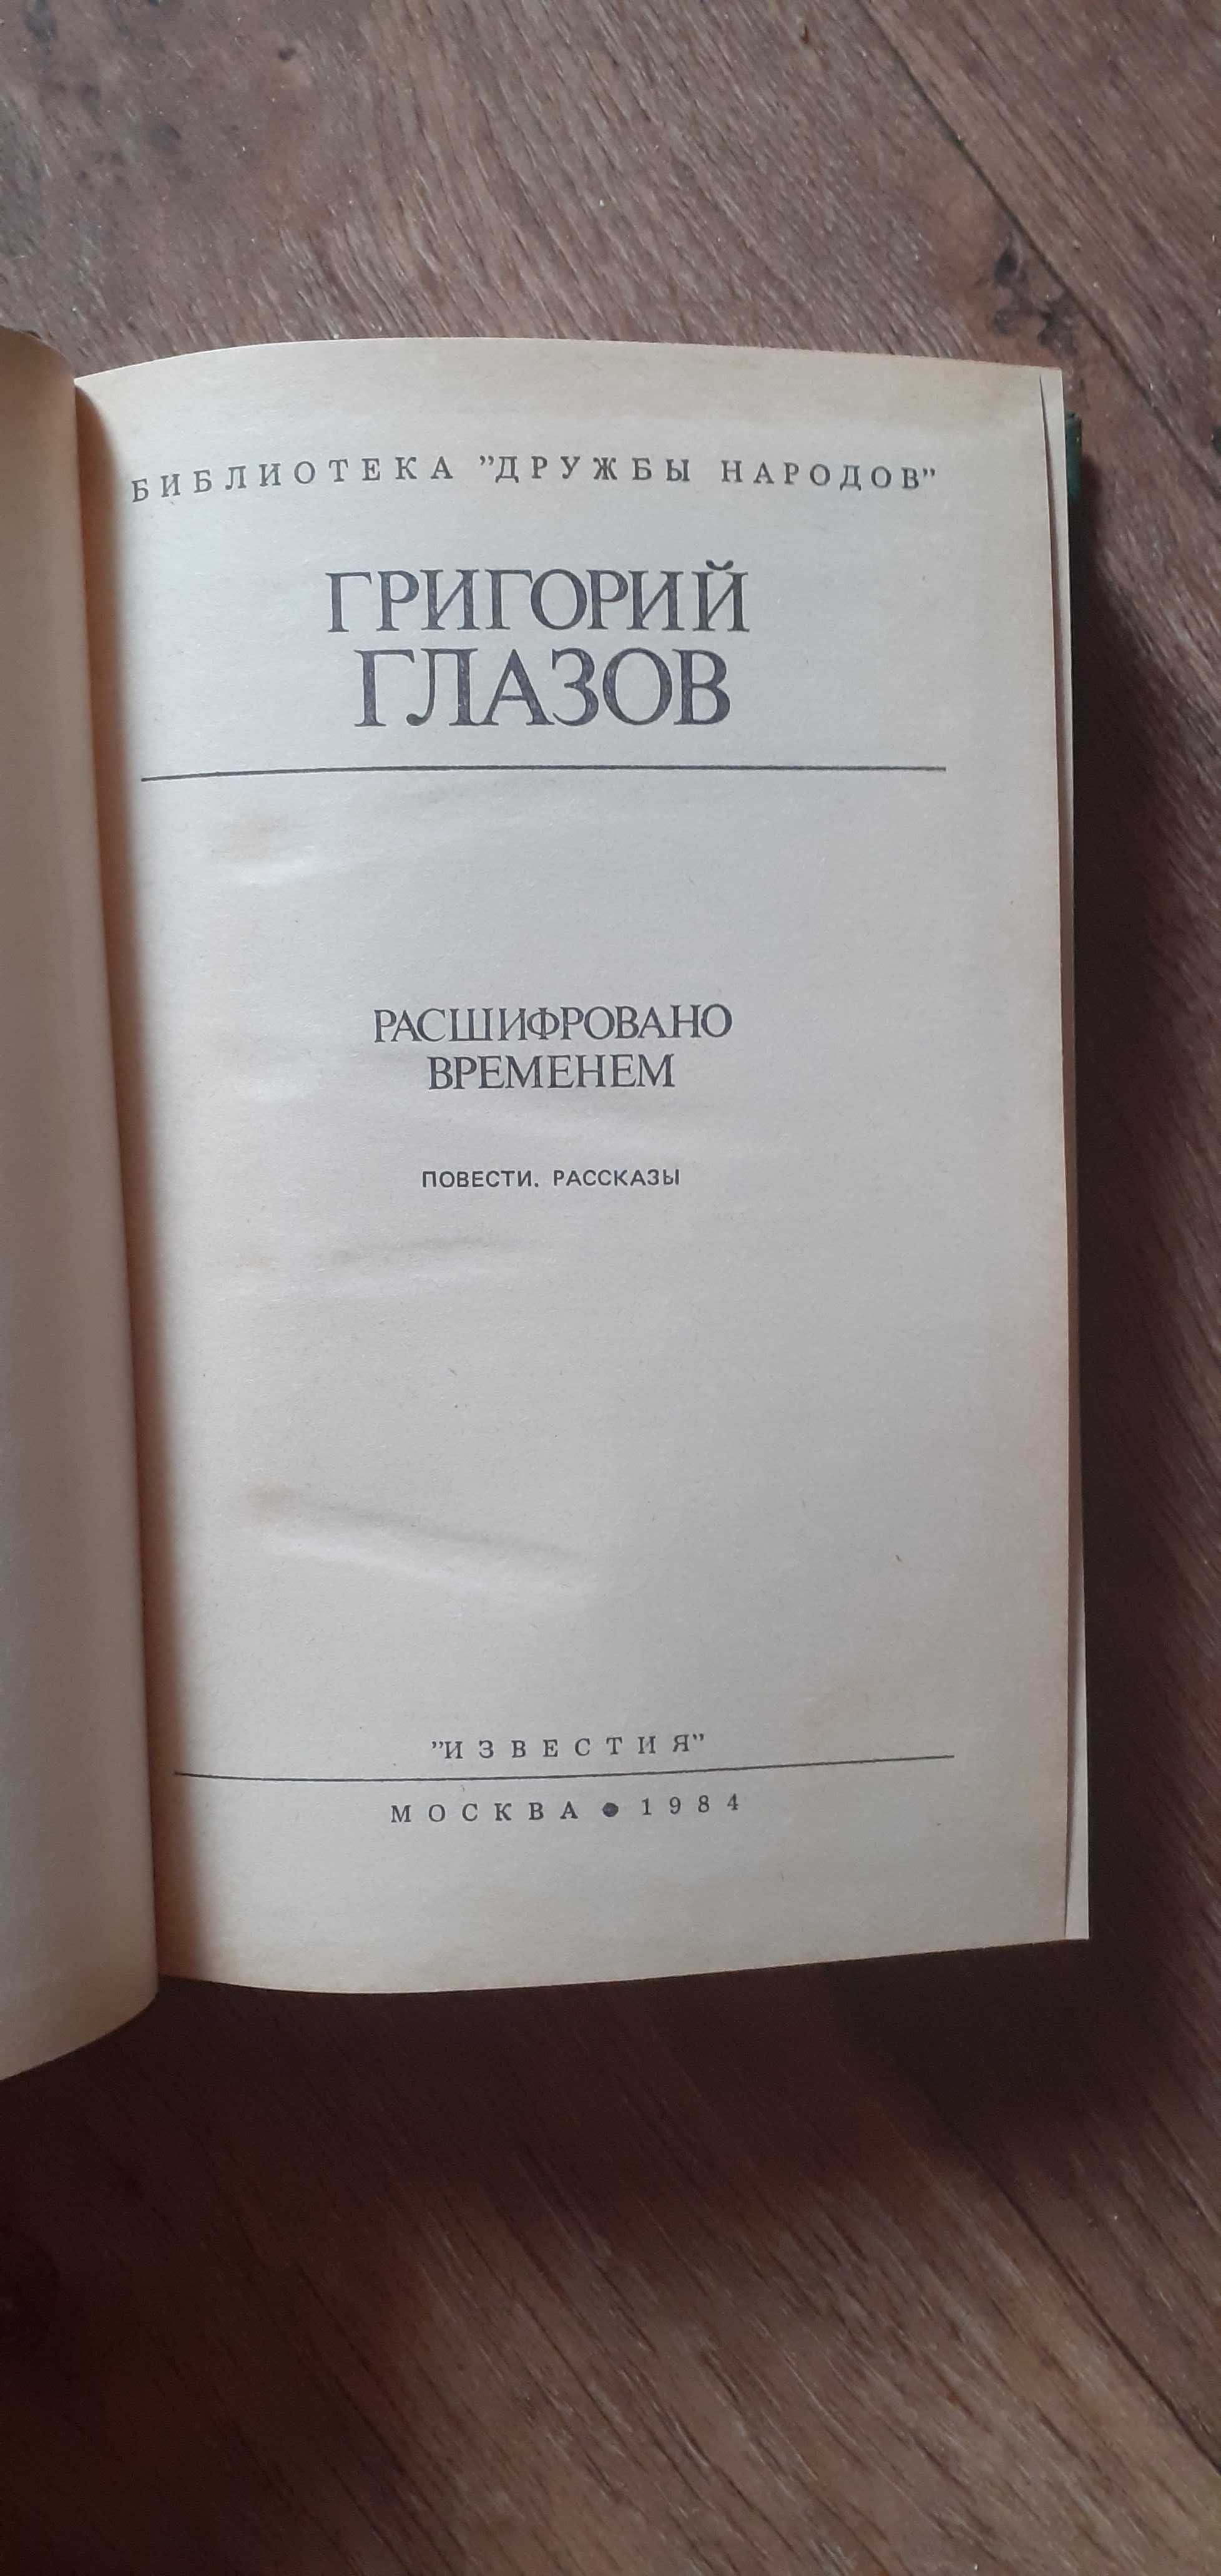 БИБЛИОТЕКА "ДРУЖБЫ НАРОДОВ"
ГРИГОРИЙ
ГЛАЗОВ
РАСШИФРОВАНО
ВРЕМЕНЕМ
ПОВЕСТИ. РАССКАЗЫ
"ИЗВЕСТИЯ"
МОСКВА ● 1984